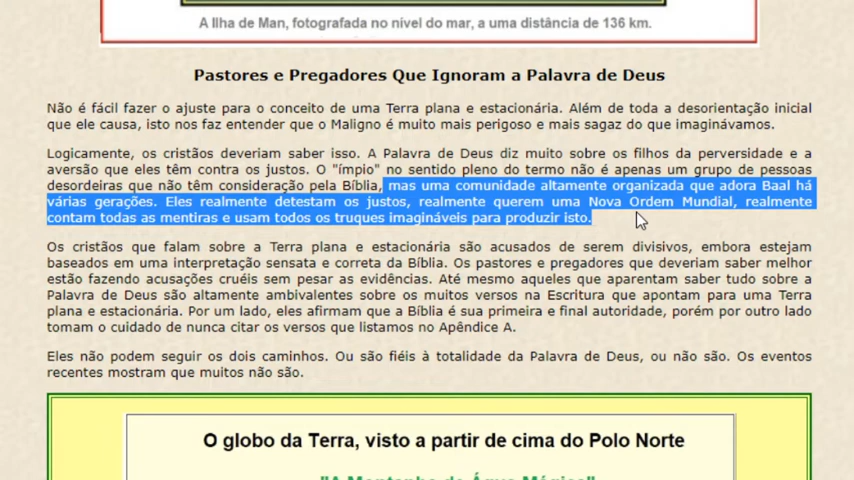 A Ilha de Man, fotografada no nível do mar, a uma distância de 136 km.
Pastores e Pregadores Que Ignoram a Palavra de Deus
Não é fácil fazer o ajuste para o conceito de uma Terra plana e estacionária. Além de toda a desorientação inicial
que ele causa, isto nos faz entender que o Maligno é muito mais perigoso e mais sagaz do que imaginávamos.
Logicamente, os cristãos deveriam saber isso. A Palavra de Deus diz muito sobre os filhos da perversidade e a
aversão que eles têm contra os justos. O "ímpio" no sentido pleno do termo não é apenas um grupo de pessoas
desordeiras que não têm consideração pela Bíblia, mas uma comunidade altamente organizada que adora Baal há
várias gerações. Eles realmente detestam os justos, realmente querem uma Nova Ordem Mundial, realmente
contam todas as mentiras e usam todos os truques imagináveis para produzir isto.
Os cristãos que falam sobre a Terra plana e estacionária são acusados de serem divisivos, embora estejam
baseados em uma interpretação sensata e correta da Bíblia. Os pastores e pregadores que deveriam saber melhor
estão fazendo acusações cruéis sem pesar as evidências. Até mesmo aqueles que aparentam saber tudo sobre a
Palavra de Deus são altamente ambivalentes sobre os muitos versos na Escritura que apontam para uma Terra
plana e estacionária. Por um lado, eles afirmam que a Bíblia é sua primeira e final autoridade, porém por outro lado
tomam o cuidado de nunca citar os versos que listamos no Apêndice A.
Eles não podem seguir os dois caminhos. Ou são fiéis à totalidade da Palavra de Deus, ou não são. Os eventos
recentes mostram que muitos não são.
O globo da Terra, visto a partir de cima do Polo Norte
"A Montanha de Água Mágica"